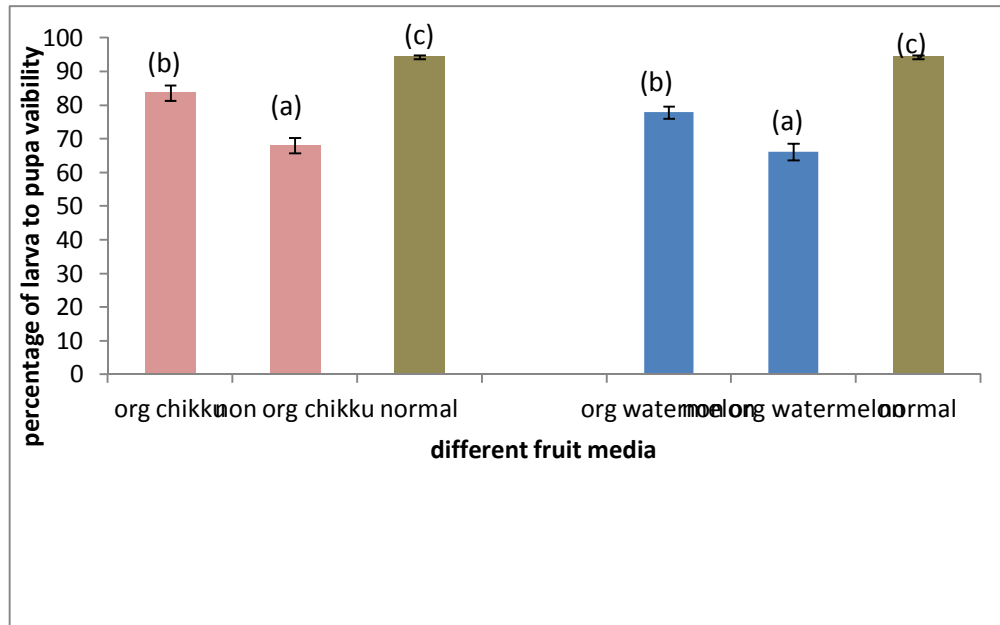 percentage of larva to pupa vaibility
100
90
80
70
60
50
40
30
20
10
0
(b)
(a)
(c)
(b)
(a)
(c)
org chikku
non org chikku
normal
org watermelon
non org watermelon
normal
different fruit media